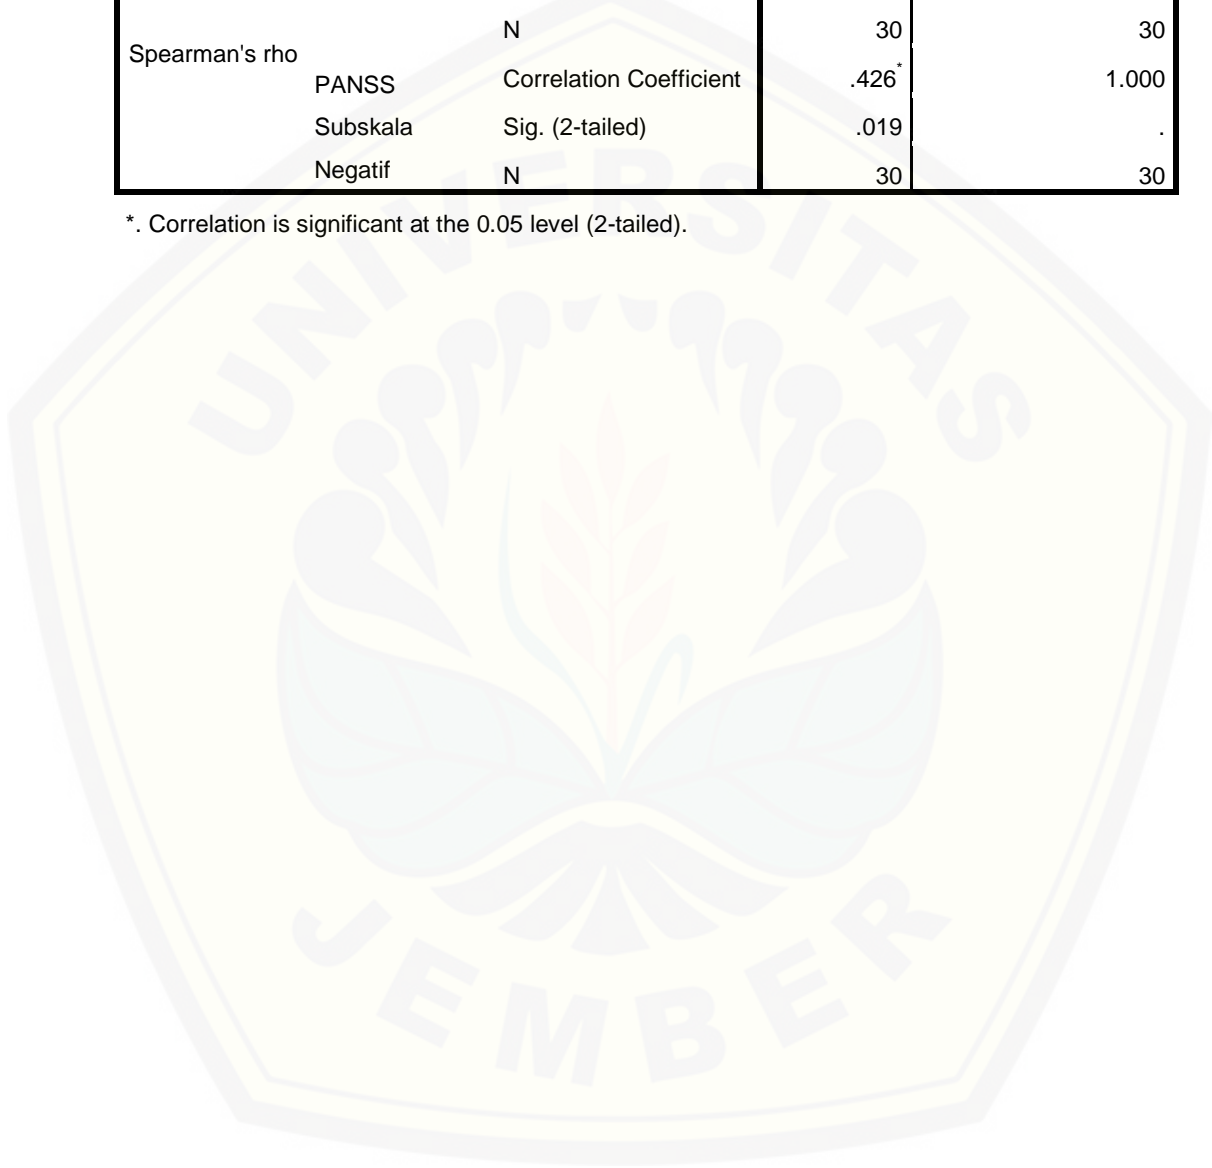 N 30 30
Spearman's rho
PANSS Correlation Coefficient .426* 1.000
Subskala Sig. (2-tailed) .019 .
Negatif N 30 30
*. Correlation is significant at the 0.05 level (2-tailed).
UNIVERSITAS
JEMBER